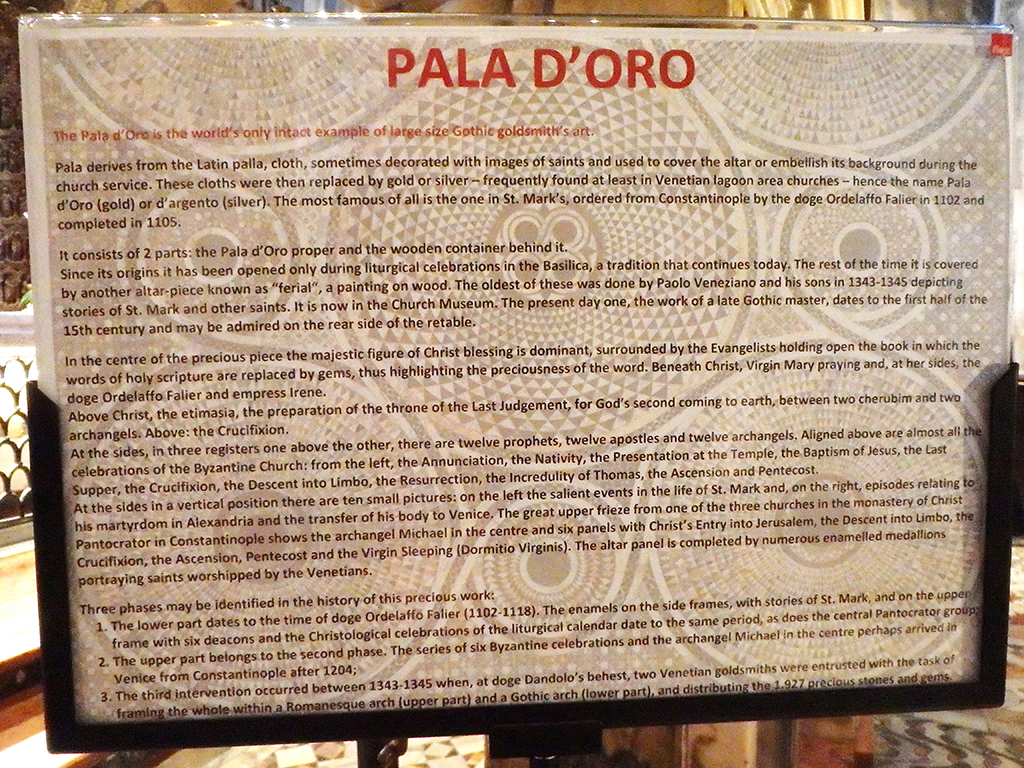 PALA D'ORO
The Pala d'Oro is the world's only intact example of large size Gothic goldsmith's art.
Pala derives from the Latin palla, cloth, sometimes decorated with images of saints and used to cover the altar or embellish its background during the
church service. These cloths were then replaced by gold or silver – frequently found at least in Venetian lagoon area churches – hence the name Pala
d'Oro (gold) or d'argento (silver). The most famous of all is the one in St. Mark's, ordered from Constantinople by the doge Ordelaffo Falier in 1102 and
completed in 1105.
It consists of 2 parts: the Pala d'Oro proper and the wooden container behind it.
Since its origins it has been opened only during liturgical celebrations in the Basilica, a tradition that continues today. The rest of the time it is covered
by another altar-piece known as "ferial", a painting on wood. The oldest of these was done by Paolo Veneziano and his sons in 1343-1345 depicting
stories of St. Mark and other saints. It is now in the Church Museum. The present day one, the work of a late Gothic master, dates to the first half of the
15th century and may be admired on the rear side of the retable.
In the centre of the precious piece the majestic figure of Christ blessing is dominant, surrounded by the Evangelists holding open the book in which the
words of holy scripture are replaced by gems, thus highlighting the preciousness of the word. Beneath Christ, Virgin Mary praying and, at her sides, the
doge Ordelaffo Falier and empress Irene.
Above Christ, the etimasia, the preparation of the throne of the Last Judgement, for God's second coming to earth, between two cherubim and two
archangels. Above: the Crucifixion.
At the sides, in three registers one above the other, there are twelve prophets, twelve apostles and twelve archangels. Aligned above are almost all the
celebrations of the Byzantine Church: from the left, the Annunciation, the Nativity, the Presentation at the Temple, the Baptism of Jesus, the Last
Supper, the Crucifixion, the Descent into Limbo, the Resurrection, the Incredulity of Thomas, the Ascension and Pentecost.
At the sides in a vertical position there are ten small pictures: on the left the salient events in the life of St. Mark and, on the right, episodes relating to
his martyrdom in Alexandria and the transfer of his body to Venice. The great upper frieze from one of the three churches in the monastery of Christ
Pantocrator in Constantinople shows the archangel Michael in the centre and six panels with Christ's Entry into Jerusalem, the Descent into Limbo, the
Crucifixion, the Ascension, Pentecost and the Virgin Sleeping (Dormitio Virginis). The altar panel is completed by numerous enamelled medallions
portraying saints worshipped by the Venetians.
Three phases may be identified in the history of this precious work:
1. The lower part dates to the time of doge Ordelaffo Falier (1102-1118). The enamels on the side frames, with stories of St. Mark, and on the upper
frame with six deacons and the Christological celebrations of the liturgical calendar date to the same period, as does the central Pantocrator group;
2. The upper part belongs to the second phase. The series of six Byzantine celebrations and the archangel Michael in the centre perhaps arrived in
Venice from Constantinople after 1204;
3. The third intervention occurred between 1343-1345 when, at doge Dandolo's behest, two Venetian goldsmiths were entrusted with the task of
framing the whole within a Romanesque arch (upper part) and a Gothic arch (lower part), and distributing the 1.927 precious stones and gems.